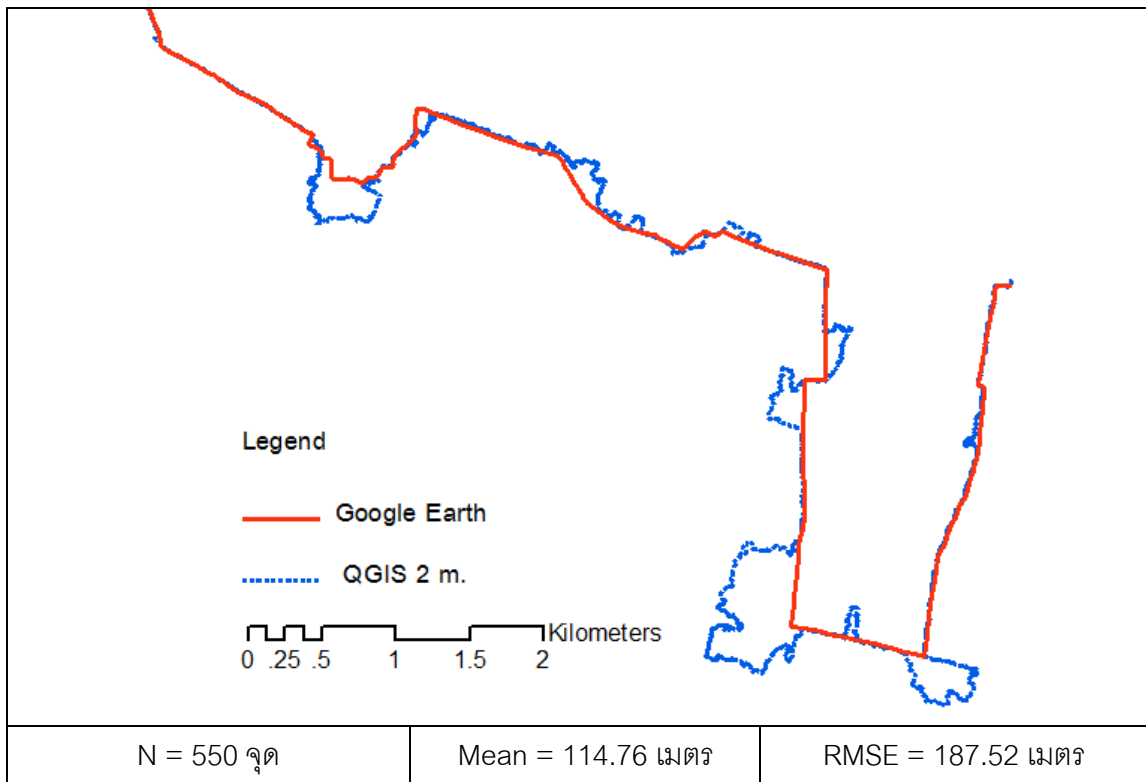 Legend
Google Earth
QGIS 2 m.
Kilometers
0 .25 .5 1 1.5 2
N = 550 จุด Mean = 114.76 เมตร RMSE = 187.52 เมตร